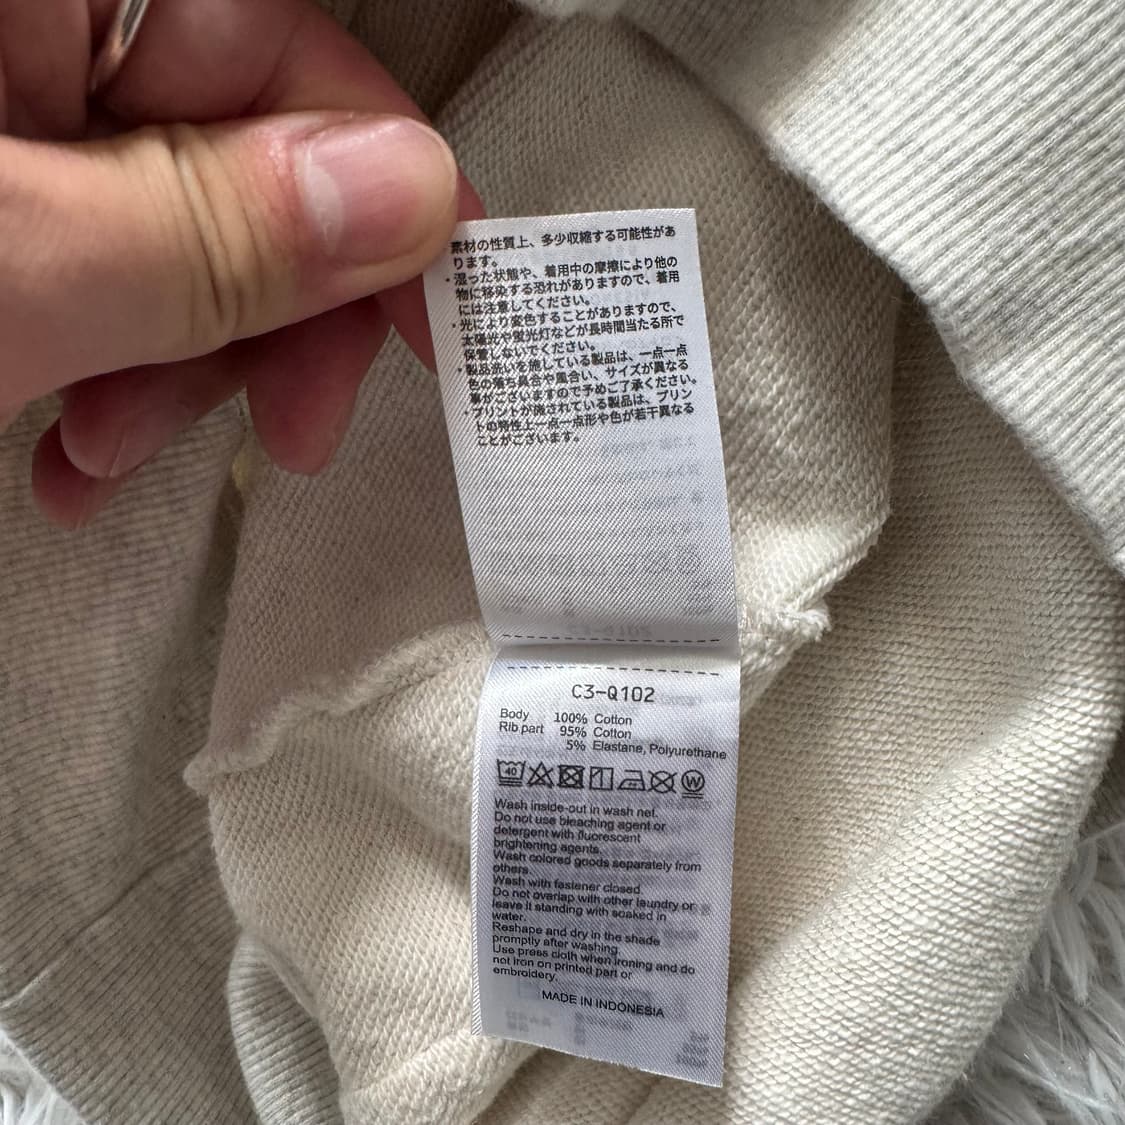 素材の性質上、多少収縮する可能性があ
ります。
・湿った状態や、着用中の摩擦により他の
物に移染する恐れがありますので、着用
には注意してください。
・光により変色することがありますので、
太陽光や蛍光灯などが長時間当たる所で
保管しないでください。
・製品洗いを施している製品は、一点一点
色の落ち具合や風合い、サイズが異なる
事がございますので予めご了承ください。
・プリントが施されている製品は、プリン
トの特性上一点一点形や色が若干異なる
ことがございます。
C3-Q102
Body 100% Cotton
Rib part 95% Cotton
5% Elastane, Polyurethane
40 W
Wash inside-out in wash net.
Do not use bleaching agent or
detergent with fluorescent
brightening agents.
Wash colored goods separately from
others.
Wash with fastener closed.
Do not overlap with other laundry or
leave it standing with soaked in
water.
Reshape and dry in the shade
promptly after washing.
Use press cloth when ironing and do
not iron on printed part or
embroidery.
MADE IN INDONESIA